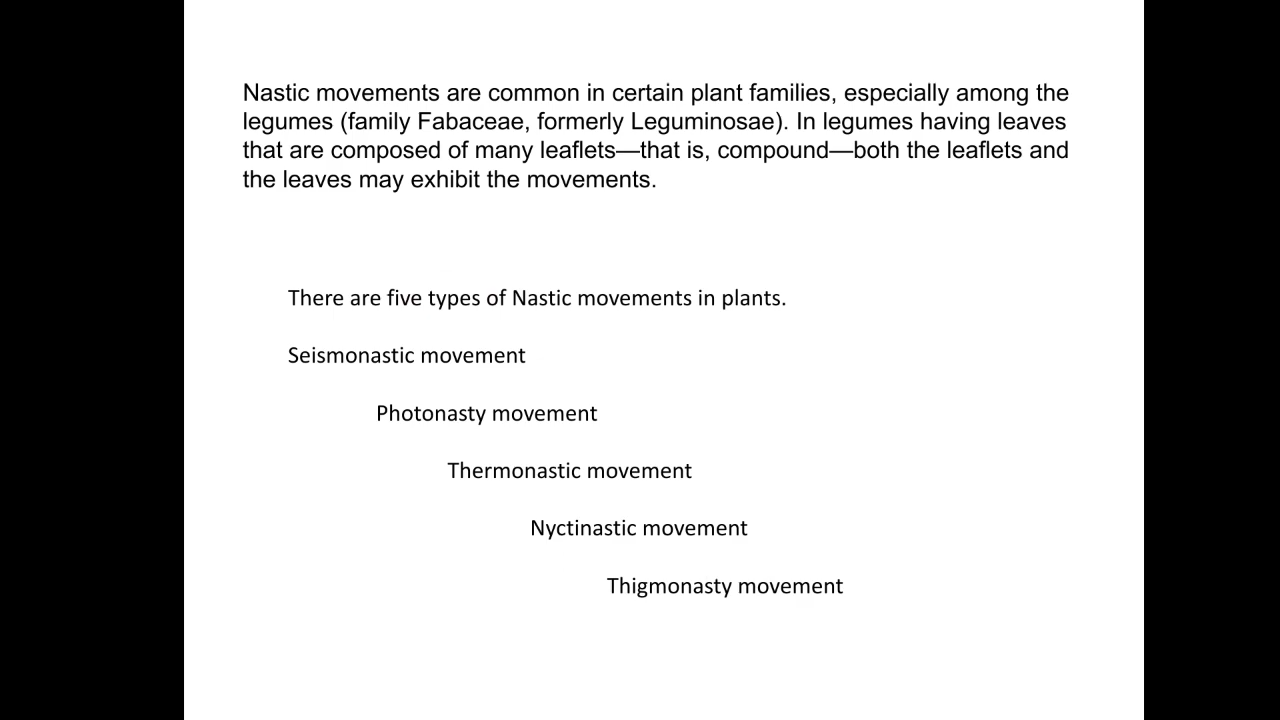 Nastic movements are common in certain plant families, especially among the
legumes (family Fabaceae, formerly Leguminosae). In legumes having leaves
that are composed of many leaflets—that is, compound—both the leaflets and
the leaves may exhibit the movements.
There are five types of Nastic movements in plants.
Seismonastic movement
Photonasty movement
Thermonastic movement
Nyctinastic movement
Thigmonasty movement